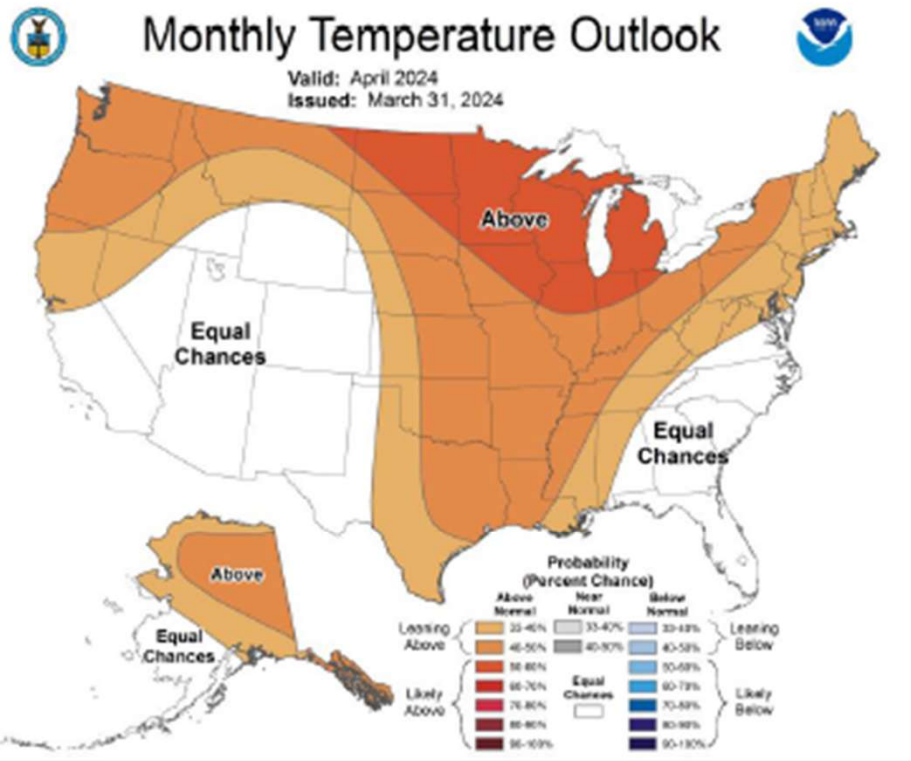 Monthly Temperature Outlook
Valid: April 2024
Issued: March 31, 2024
Above
Equal
Chances
Equal
Chances
Above
Equal
Chances
Probability
(Percent Chance)
Above
Normal
Near
Normal
Below
Normal
Leaning
Above
33-40%
33-40%
33-40%
Leaning
Below
40-50%
40-50%
40-50%
Likely
Above
50-60%
50-60%
Likely
Below
60-70%
60-70%
Equal
Chances
70-80%
70-80%
80-90%
80-90%
90-100%
90-100%